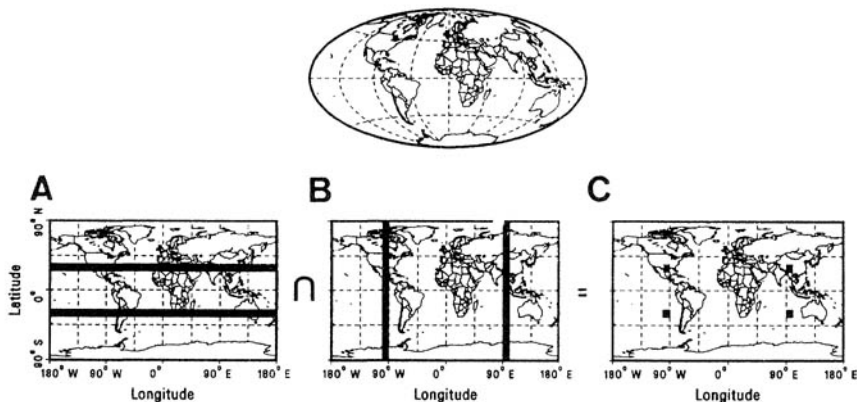 A
B
C
90° N
0°
90° S
Latitude
∩
=
180° W 90° W 0° 90° E 180° E
180° W 90° W 0° 90° E 180° E
180° W 90° W 0° 90° E 180° E
Longitude
Longitude
Longitude